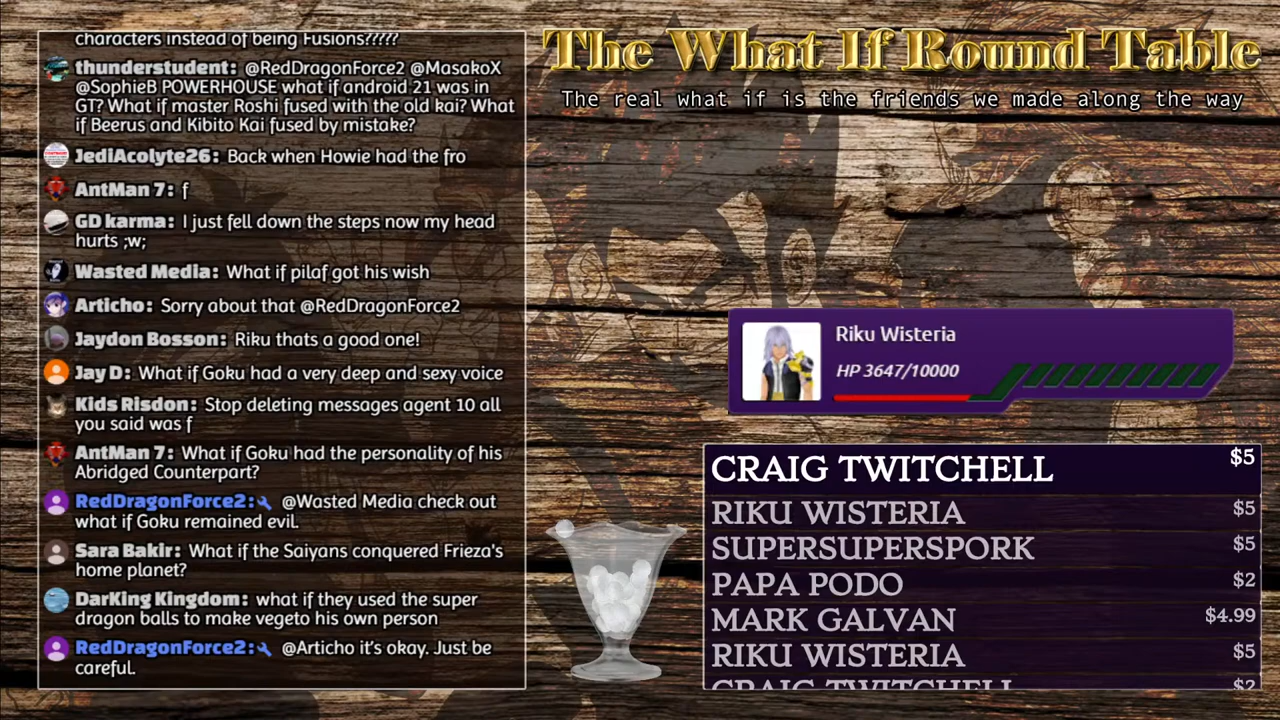 characters instead of being Fusions?????
thunderstudent: @RedDragonForce2 @MasakoX
@SophieB POWERHOUSE what if android 21 was in
GT? What if master Roshi fused with the old kai? What
if Beerus and Kibito Kai fused by mistake?
JediAcolyte26: Back when Howie had the fro
AntMan 7: f
GD karma: I just fell down the steps now my head
hurts ;w;
Wasted Media: What if pilaf got his wish
Articho: Sorry about that @RedDragonForce2
Jaydon Bosson: Riku thats a good one!
Jay D: What if Goku had a very deep and sexy voice
Kids Risdon: Stop deleting messages agent 10 all
you said was f
AntMan 7: What if Goku had the personality of his
Abridged Counterpart?
RedDragonForce2: @Wasted Media check out
what if Goku remained evil.
Sara Bakir: What if the Saiyans conquered Frieza's
home planet?
DarKing Kingdom: what if they used the super
dragon balls to make vegeto his own person
RedDragonForce2: @Articho it's okay. Just be
careful.
The What If Round Table
The real what if is the friends we made along the way
Riku Wisteria
HP 3647/10000
CRAIG TWITCHELL $5
RIKU WISTERIA $5
SUPERSUPERSPORK $5
PAPA PODO $2
MARK GALVAN $4.99
RIKU WISTERIA $5
CRAIG TWITCHELL $2